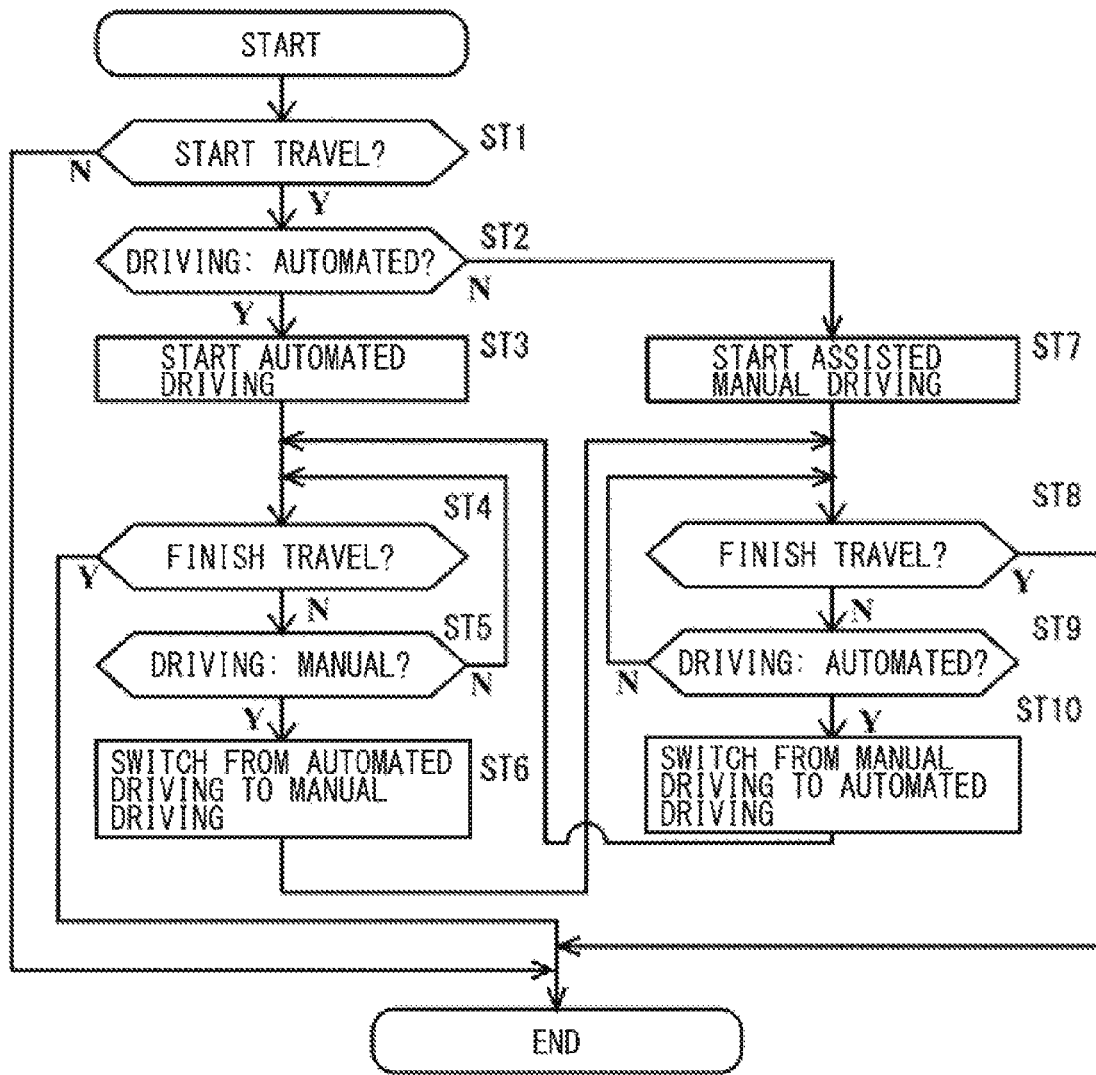 START
START TRAVEL?
ST1
N
Y
DRIVING: AUTOMATED?
ST2
N
Y
START AUTOMATED
DRIVING
ST3
START ASSISTED
MANUAL DRIVING
ST7
ST4
FINISH TRAVEL?
Y
N
ST8
FINISH TRAVEL?
Y
N
ST5
DRIVING: MANUAL?
N
Y
ST9
DRIVING: AUTOMATED?
N
Y
SWITCH FROM AUTOMATED
DRIVING TO MANUAL
DRIVING
ST6
ST10
SWITCH FROM MANUAL
DRIVING TO AUTOMATED
DRIVING
END